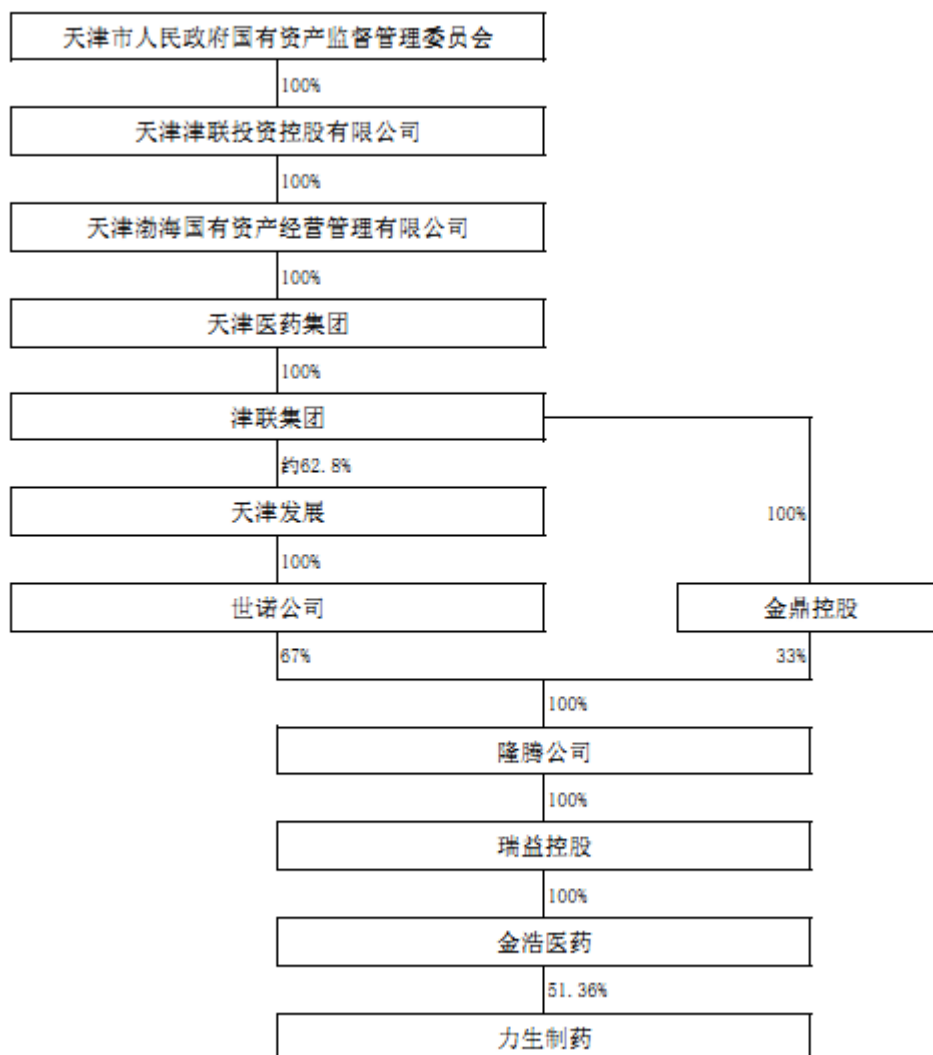 天津市人民政府国有资产监督管理委员会
100%
天津津联投资控股有限公司
100%
天津渤海国有资产经营管理有限公司
100%
天津医药集团
100%
津联集团
约62.8%
天津发展
100%
100%
世诺公司
金鼎控股
67%
33%
100%
隆腾公司
100%
瑞益控股
100%
金浩医药
51.36%
力生制药